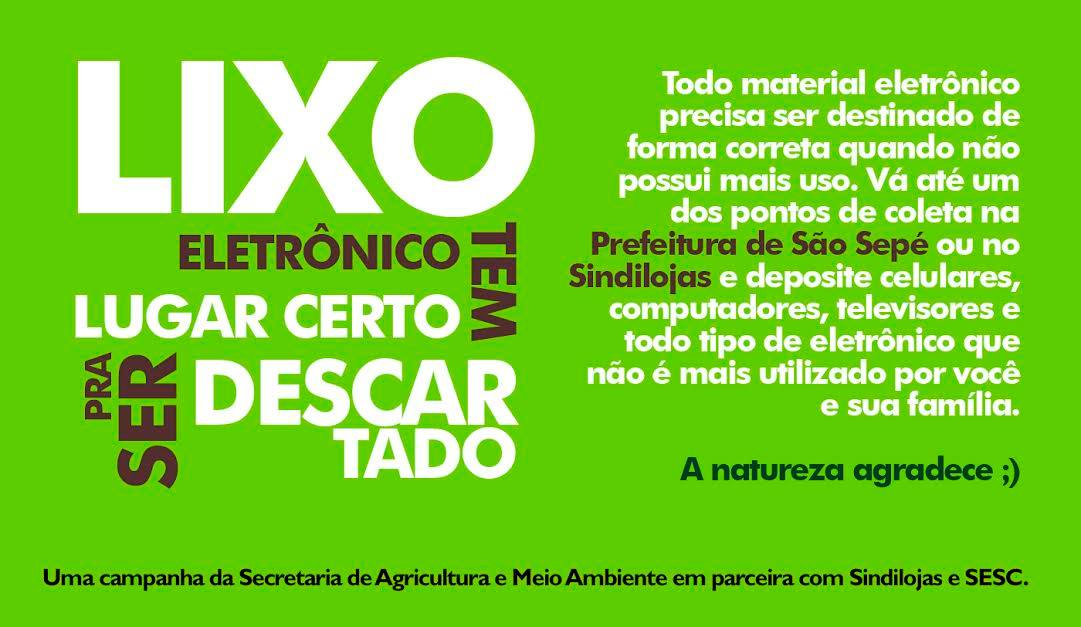 LIXO
ELETRÔNICO
TEM
LUGAR CERTO
PRA
SER
DESCAR
TADO
Todo material eletrônico
precisa ser destinado de
forma correta quando não
possui mais uso. Vá até um
dos pontos de coleta na
Prefeitura de São Sepé ou no
Sindilojas e deposite celulares,
computadores, televisores e
todo tipo de eletrônico que
não é mais utilizado por você
e sua família.
A natureza agradece ;)
Uma campanha da Secretaria de Agricultura e Meio Ambiente em parceira com Sindilojas e SESC.